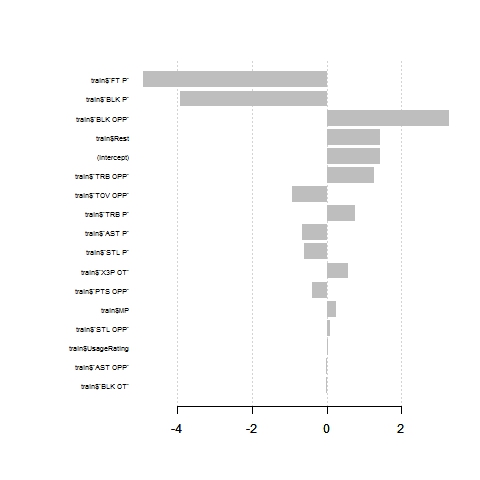 train$`FT P`
train$`BLK P`
train$`BLK OPP`
train$Rest
(Intercept)
train$`TRB OPP`
train$`TOV OPP`
train$`TRB P`
train$`AST P`
train$`STL P`
train$`X3P OT`
train$`PTS OPP`
train$MP
train$`STL OPP`
train$UsageRating
train$`AST OPP`
train$`BLK OT`
-4 -2 0 2